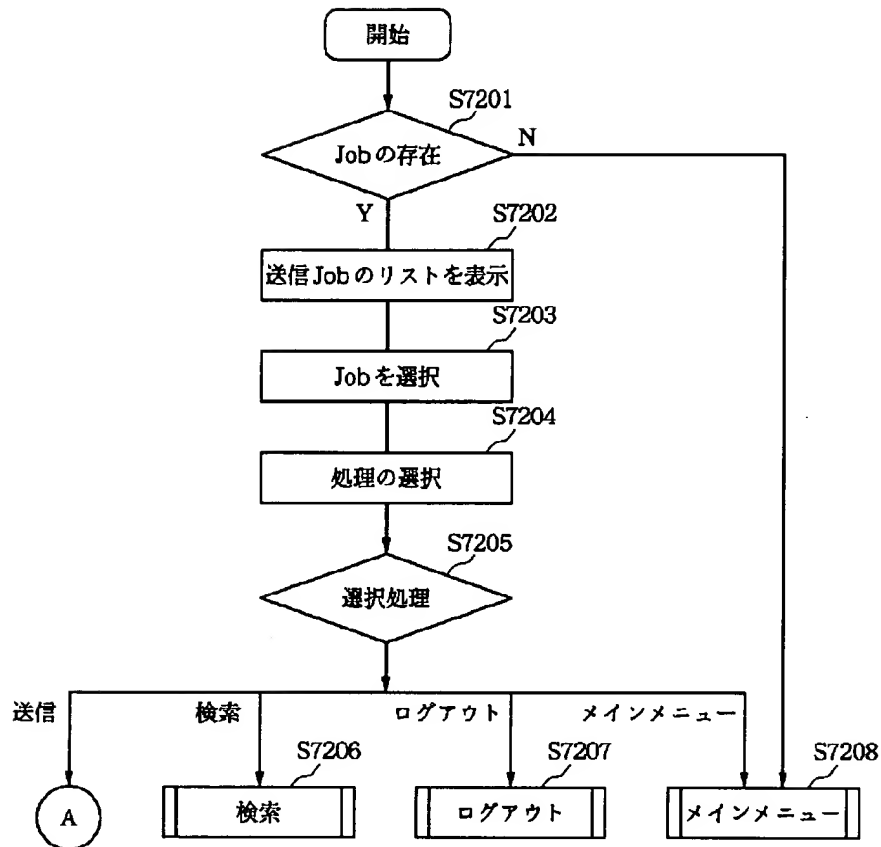 開始
S7201
Jobの存在
N
Y
S7202
送信Jobのリストを表示
S7203
Jobを選択
S7204
処理の選択
S7205
選択処理
送信
検索
ログアウト
メインメニュー
S7206
S7207
S7208
A
検索
ログアウト
メインメニュー